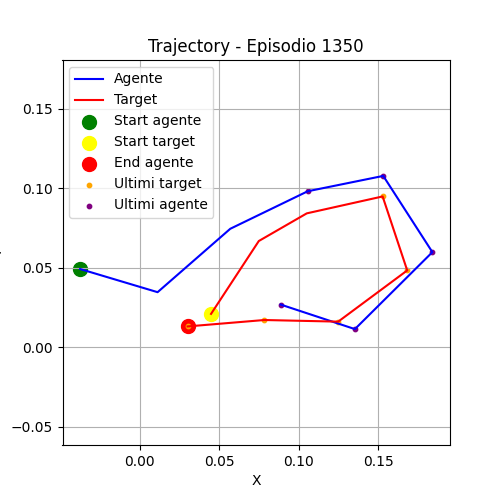 Trajectory - Episodio 1350
Agente
Target
Start agente
Start target
End agente
Ultimi target
Ultimi agente
0.15
0.10
0.05
0.00
−0.05
0.00
0.05
0.10
0.15
X